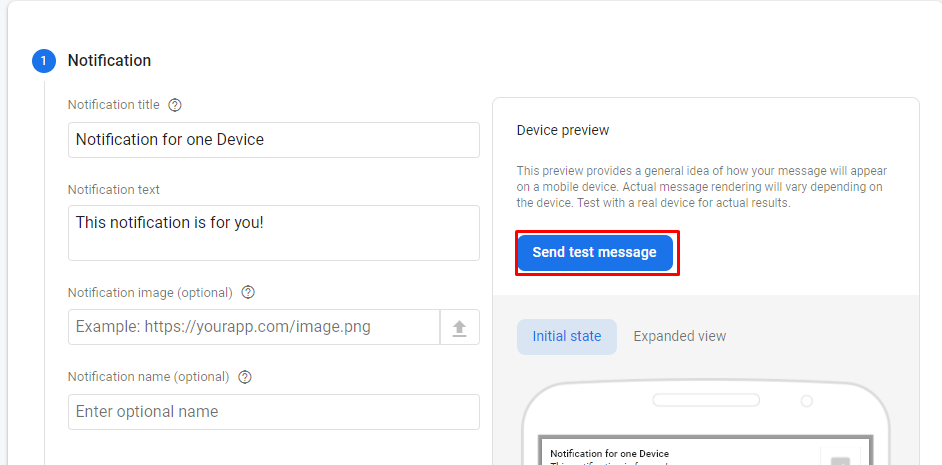 1 Notification
Notification title ?
Notification for one Device
Notification text
This notification is for you!
Notification image (optional) ?
Example: https://yourapp.com/image.png
Notification name (optional) ?
Enter optional name
Device preview
This preview provides a general idea of how your message will appear
on a mobile device. Actual message rendering will vary depending on
the device. Test with a real device for actual results.
Send test message
Initial state Expanded view
Notification for one Device